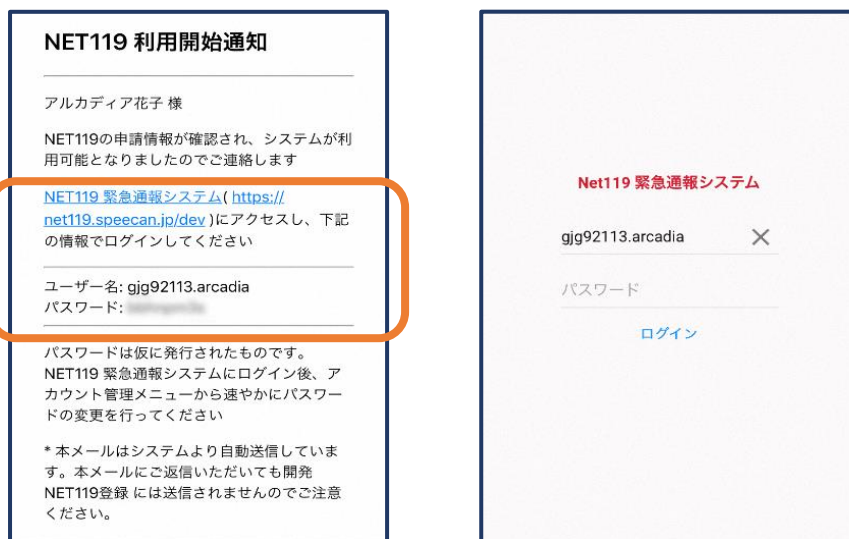 NET119 利用開始通知
アルカディア花子 様
NET119の申請情報が確認され、システムが利
用可能となりましたのでご連絡します
NET119 緊急通報システム( https://
net119.speecan.jp/dev )にアクセスし、下記
の情報でログインしてください
ユーザー名: gjg92113.arcadia
パスワード:
パスワードは仮に発行されたものです。
NET119 緊急通報システムにログイン後、ア
カウント管理メニューから速やかにパスワー
ドの変更を行ってください
* 本メールはシステムより自動送信していま
す。本メールにご返信いただいても開発
NET119登録 には送信されませんのでご注意
ください。
Net119 緊急通報システム
gjg92113.arcadia
パスワード
ログイン